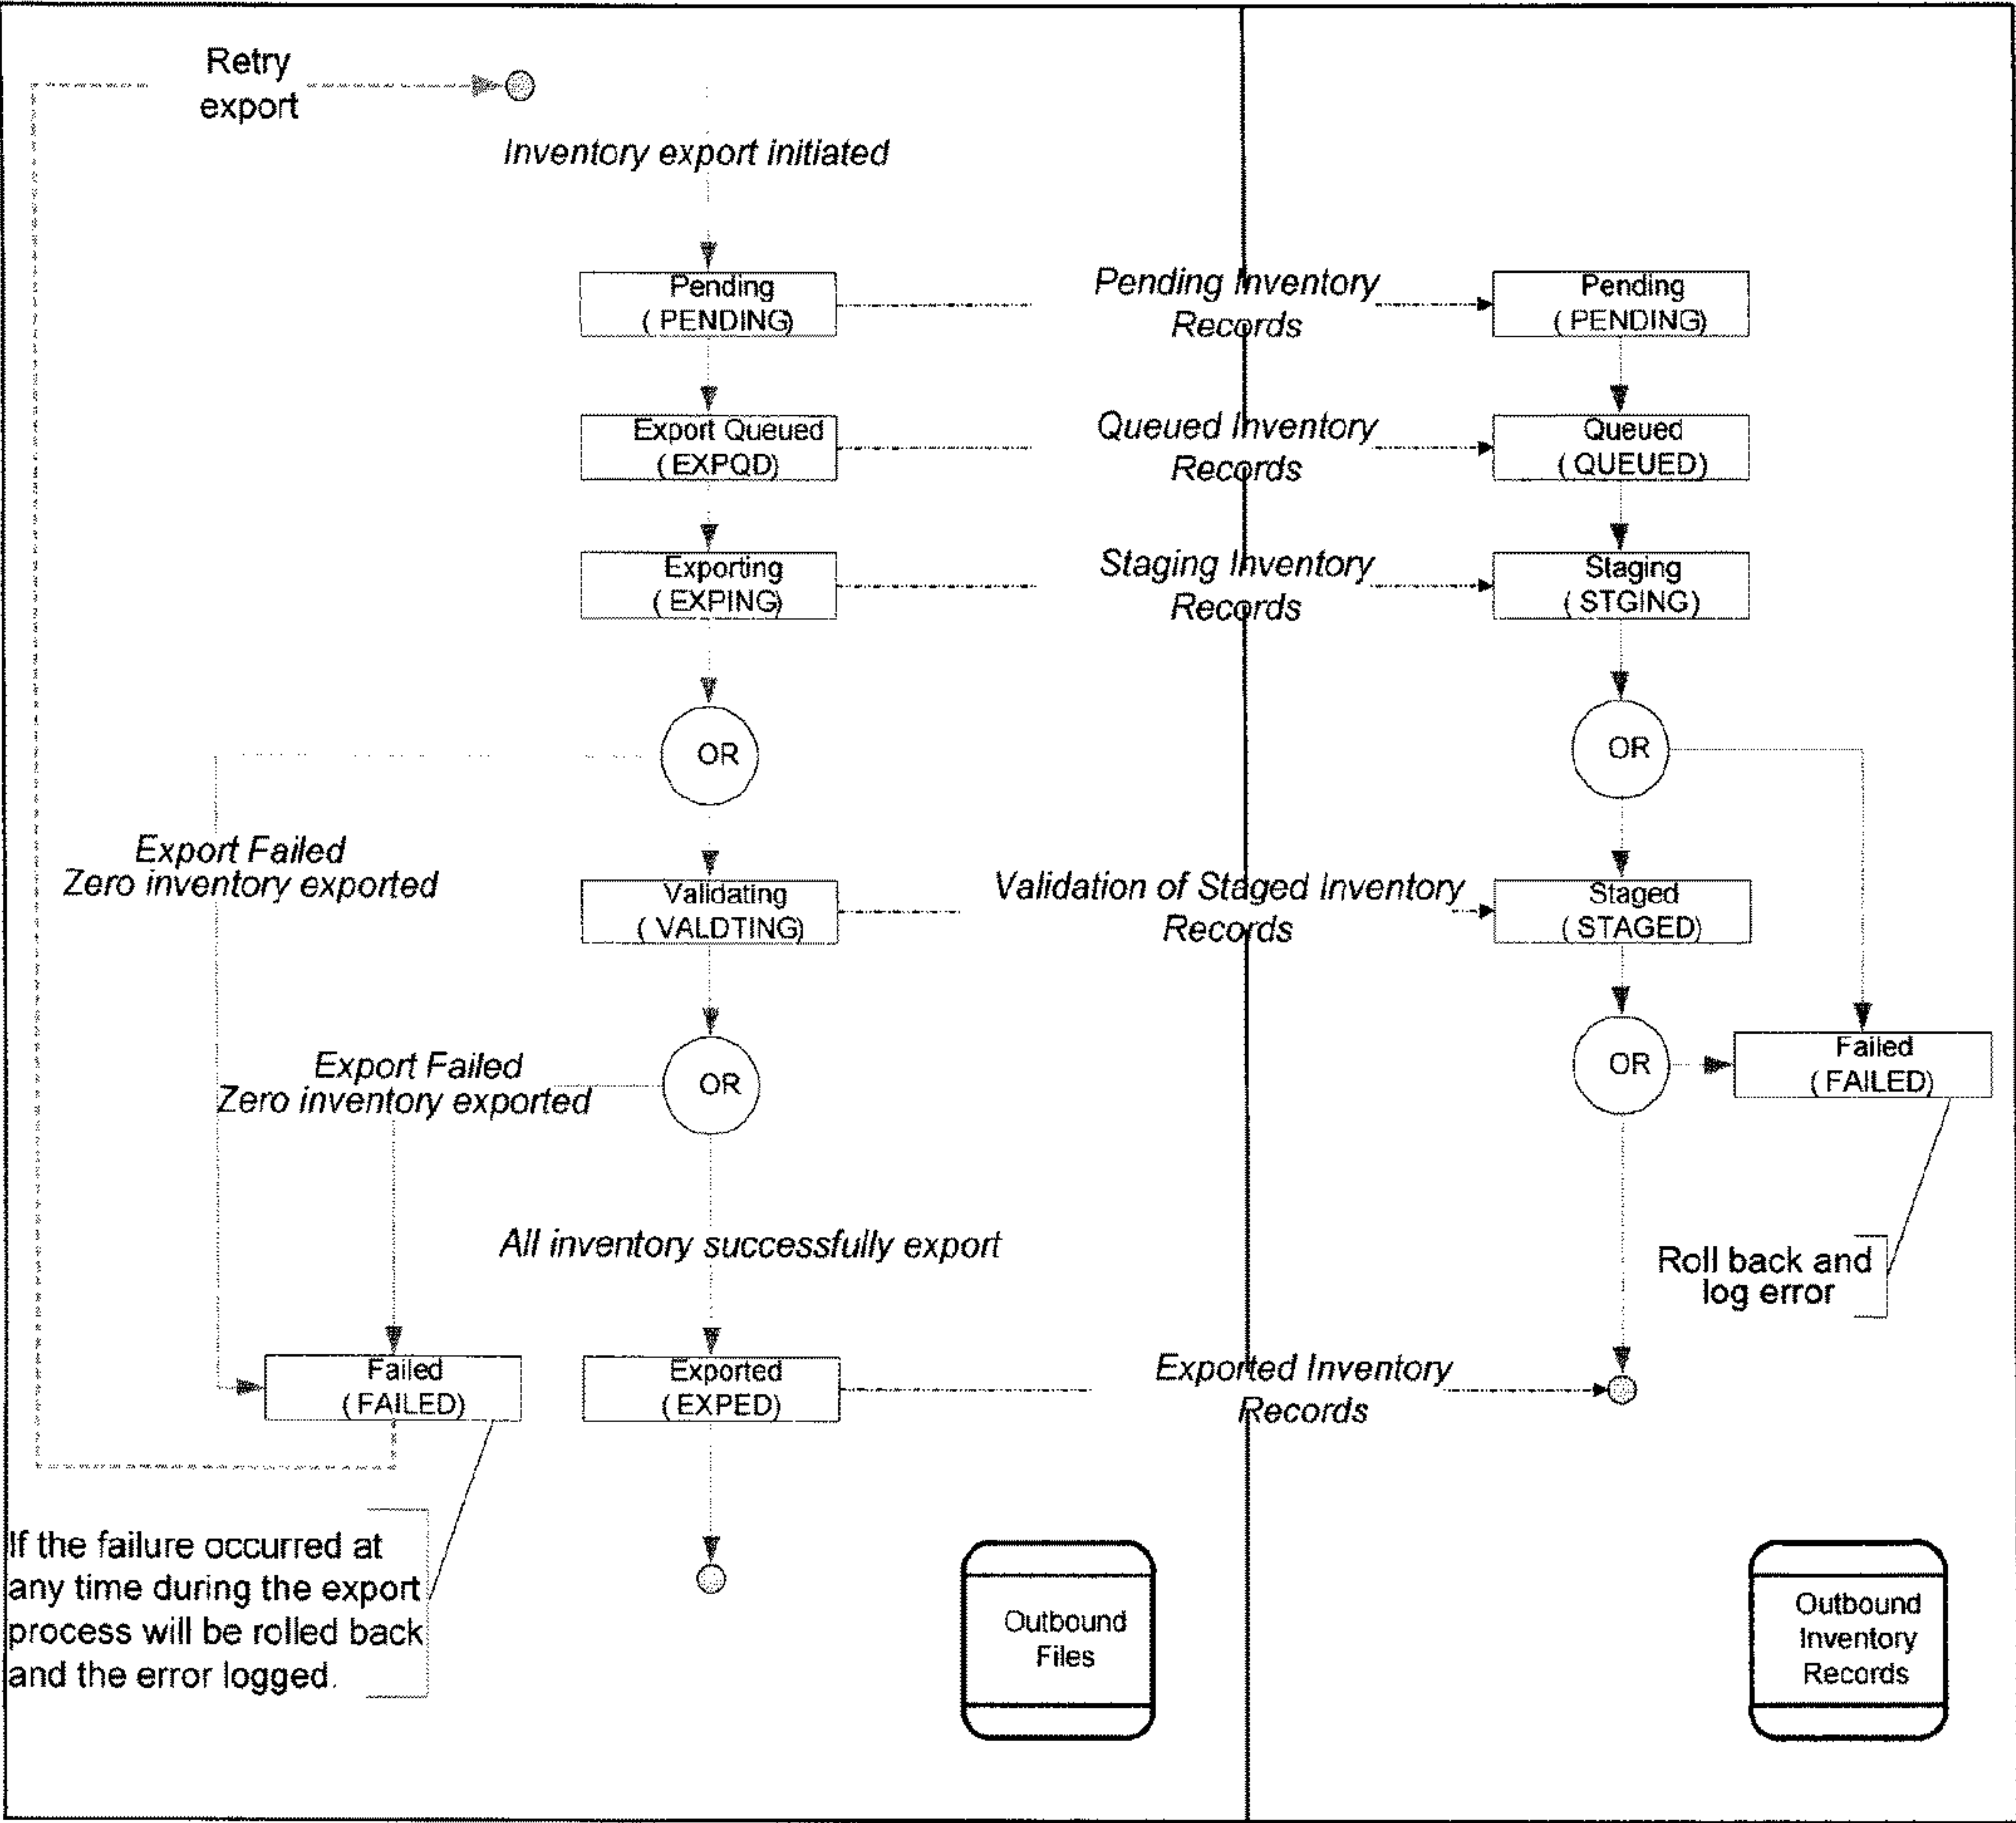 Retry
export
Inventory export initiated
Pending
( PENDING)
Pending Inventory
Records
Pending
( PENDING)
Export Queued
( EXPQD)
Queued Inventory
Records
Queued
( QUEUED)
Exporting
( EXPING)
Staging Inventory
Records
Staging
( STGING)
OR
OR
Export Failed
Zero inventory exported
Validating
( VALDTING)
Validation of Staged Inventory
Records
Staged
( STAGED)
Export Failed
Zero inventory exported
OR
OR
Failed
( FAILED)
All inventory successfully export
Roll back and
log error
Failed
( FAILED)
Exported
( EXPED)
Exported Inventory
Records
If the failure occurred at
any time during the export
process will be rolled back
and the error logged.
Outbound
Files
Outbound
Inventory
Records